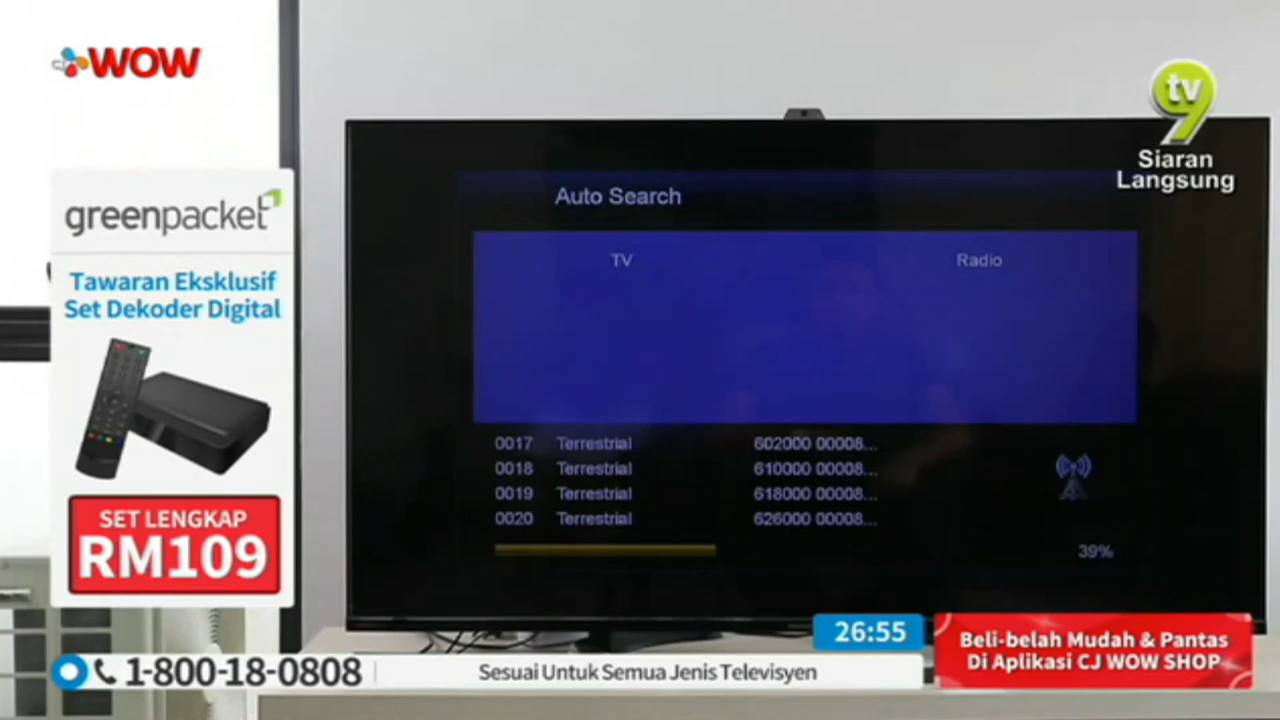 WOW
tv9
Siaran
Langsung
greenpacket
Tawaran Eksklusif
Set Dekoder Digital
SET LENGKAP
RM109
Auto Search
TV
Radio
0017 Terrestrial 602000 00008...
0018 Terrestrial 610000 00008...
0019 Terrestrial 618000 00008...
0020 Terrestrial 626000 00008...
39%
26:55
1-800-18-0808
Sesuai Untuk Semua Jenis Televisyen
Beli-belah Mudah & Pantas
Di Aplikasi CJ WOW SHOP